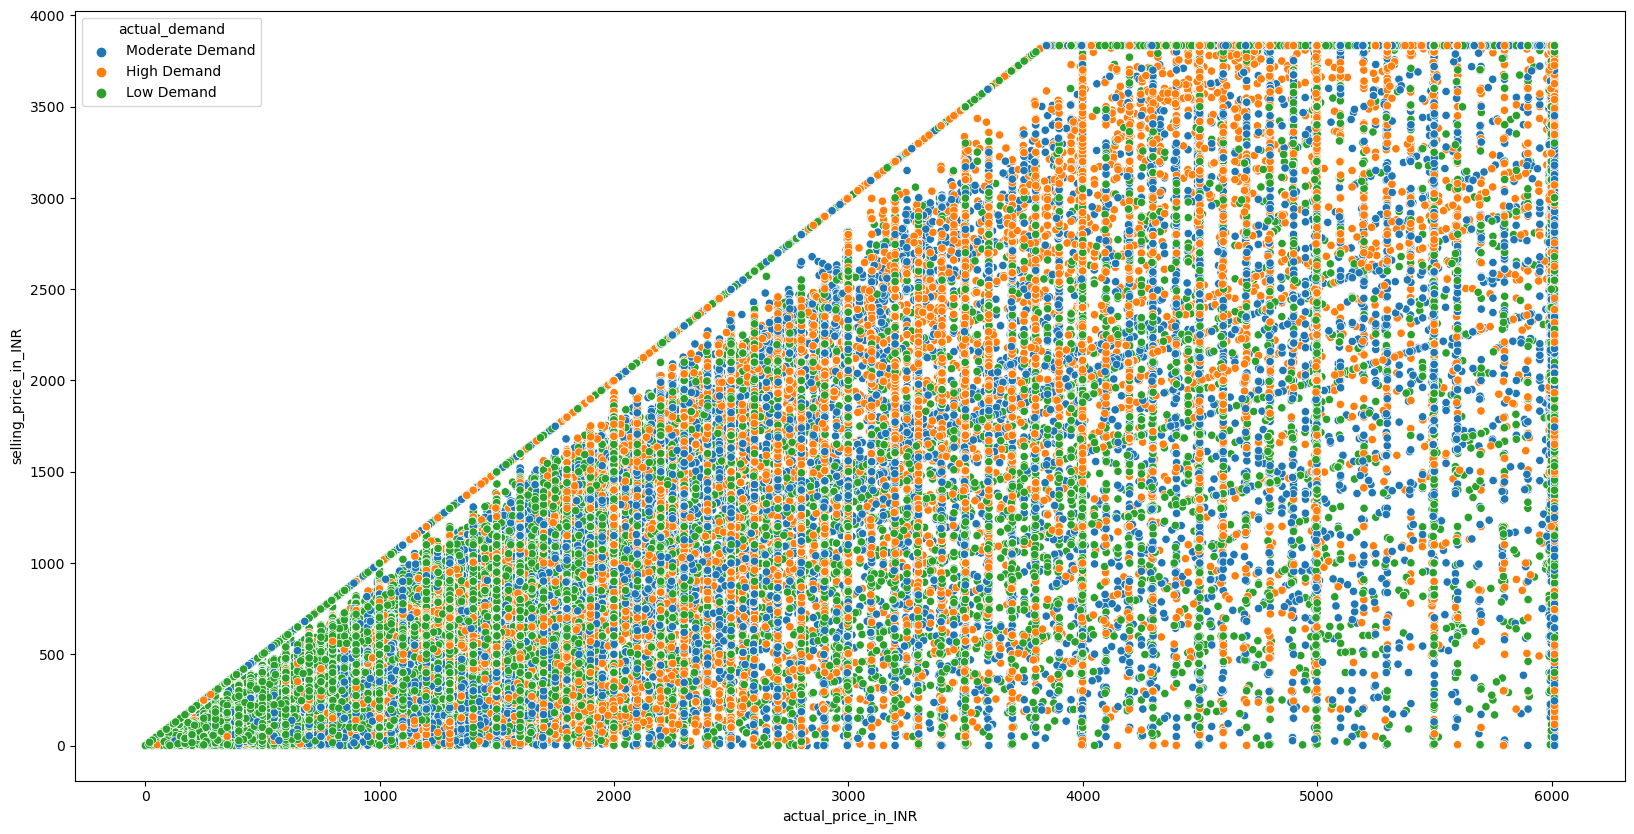 actual_demand
Moderate Demand
High Demand
Low Demand
selling_price_in_INR
4000
3500
3000
2500
2000
1500
1000
500
0
0 1000 2000 3000 4000 5000 6000
actual_price_in_INR